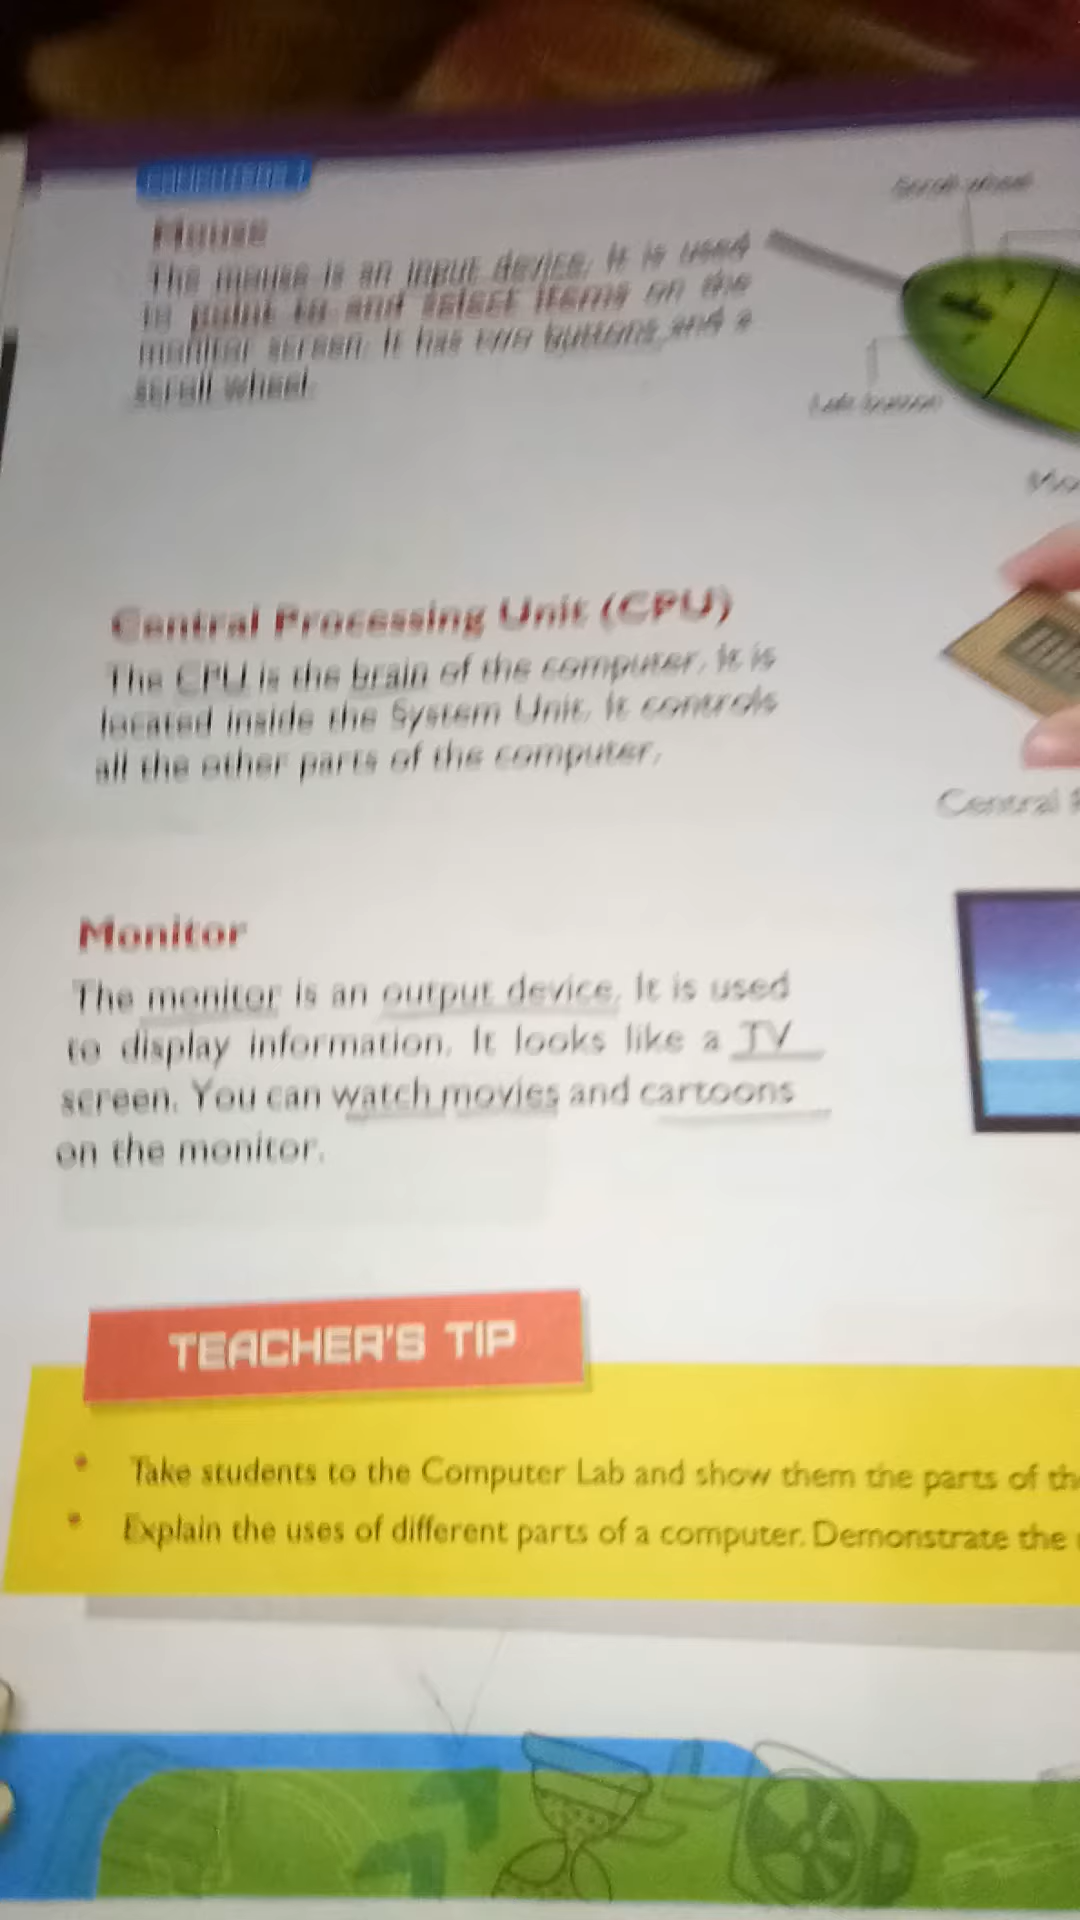 Mouse
The mouse is an input device. It is used
to point to and select items on the
monitor screen. It has two buttons and a
scroll wheel.
Scroll wheel
Left button
Central Processing Unit (CPU)
The CPU is the brain of the computer. It is
located inside the System Unit. It controls
all the other parts of the computer.
Central
Monitor
The monitor is an output device. It is used
to display information. It looks like a TV
screen. You can watch movies and cartoons
on the monitor.
TEACHER'S TIP
• Take students to the Computer Lab and show them the parts of
• Explain the uses of different parts of a computer. Demonstrate the